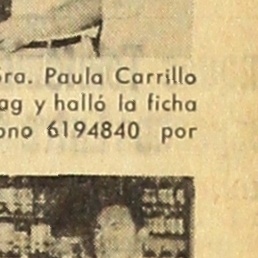 ra. Paula Carrillo
ag y halló la ficha
ono 6194840 por